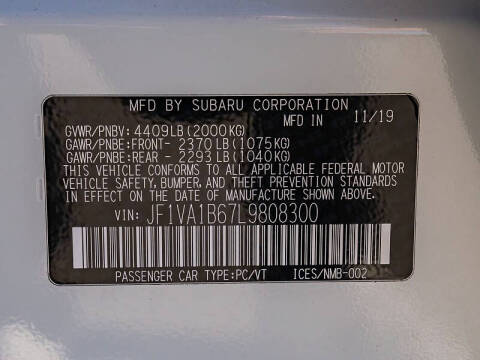 MFD BY SUBARU CORPORATION
MFD IN 11/19
GVWR/PNBV: 4409LB(2000KG)
GAWR/PNBE:FRONT- 2370LB(1075KG)
GAWR/PNBE:REAR - 2293LB(1040KG)
THIS VEHICLE CONFORMS TO ALL APPLICABLE FEDERAL MOTOR
VEHICLE SAFETY, BUMPER, AND THEFT PREVENTION STANDARDS
IN EFFECT ON THE DATE OF MANUFACTURE SHOWN ABOVE.
VIN: JF1VA1B67L9808300
PASSENGER CAR TYPE:PC/VT ICES/NMB-002